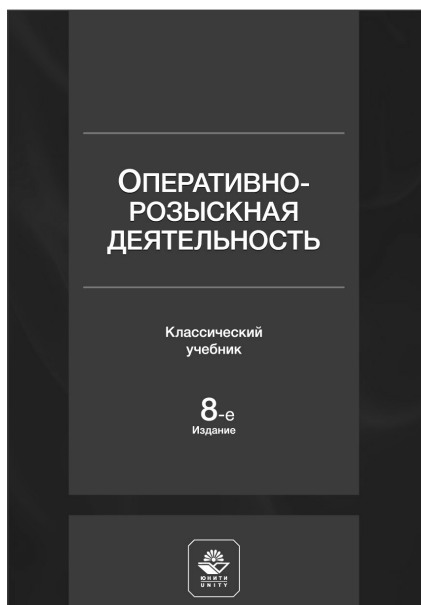 ОПЕРАТИВНО-
РОЗЫСКНАЯ
ДЕЯТЕЛЬНОСТЬ
Классический
учебник
8-е
Издание
ЮНИТИ
UNITY